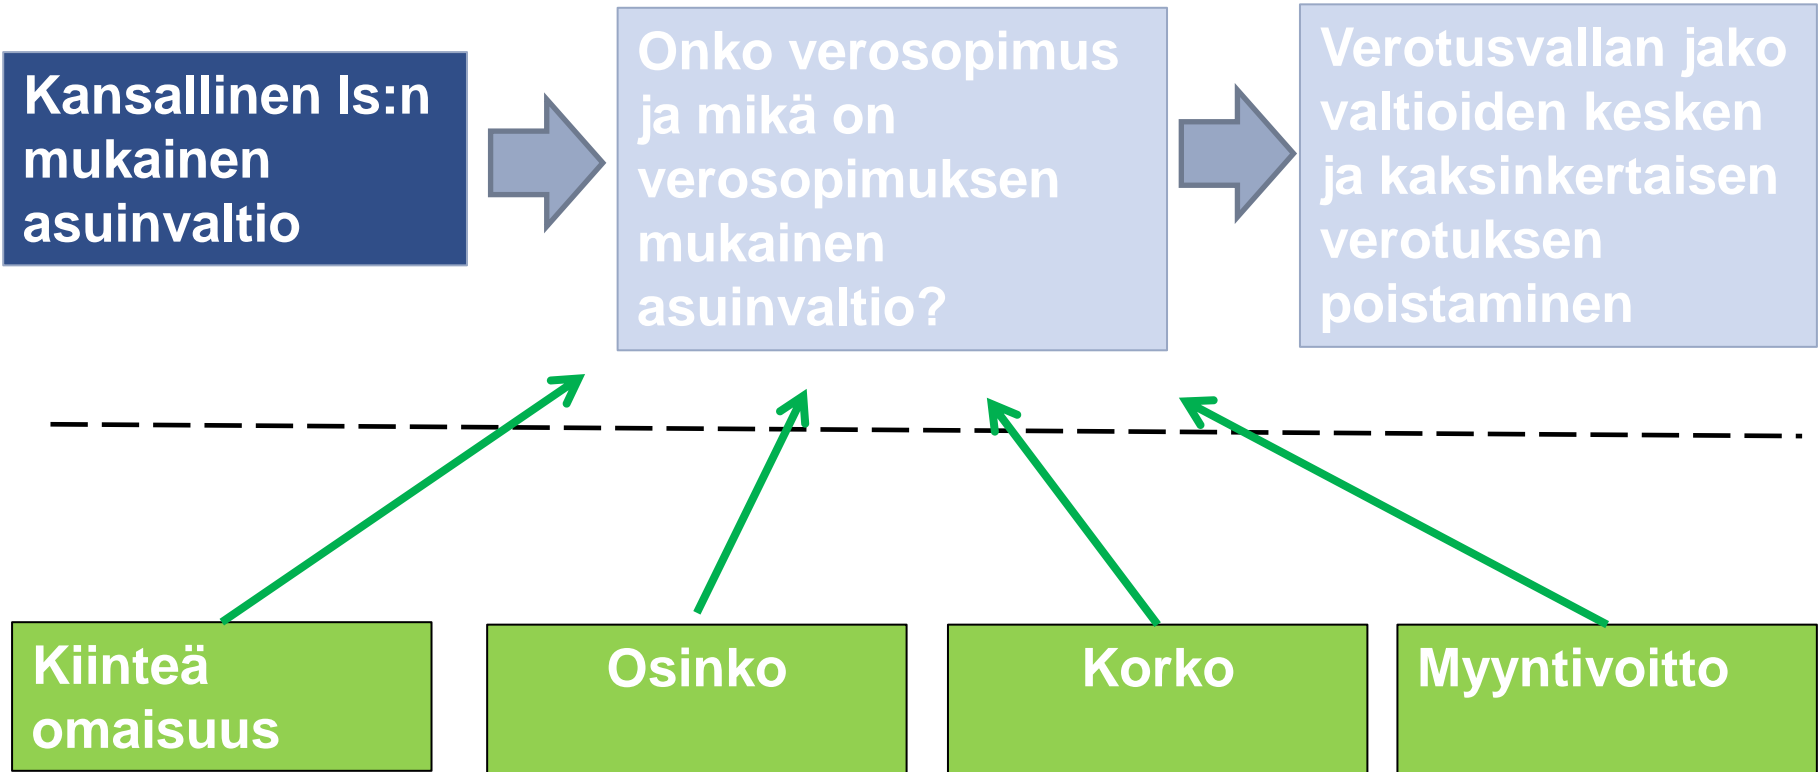 Kansallinen ls:n
mukainen
asuinvaltio
Onko verosopimus
ja mikä on
verosopimuksen
mukainen
asuinvaltio?
Verotusvallan jako
valtioiden kesken
ja kaksinkertaisen
verotuksen
poistaminen
Kiinteä
omaisuus
Osinko
Korko
Myyntivoitto